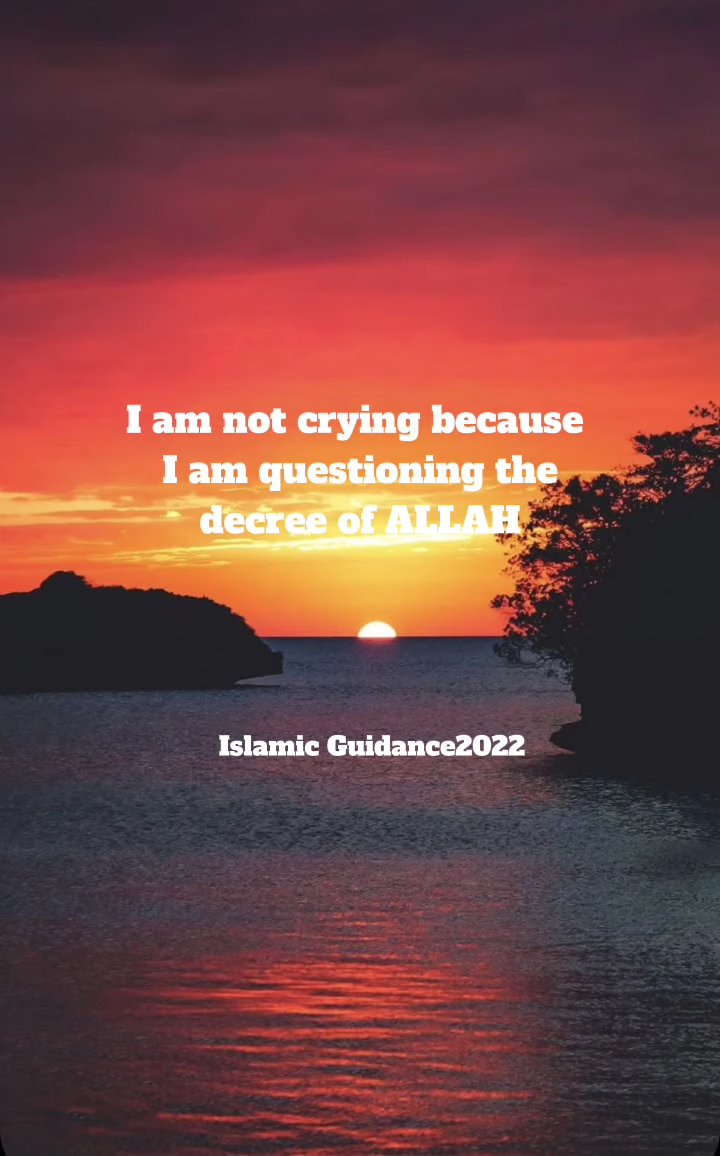 I am not crying because
I am questioning the
decree of ALLAH
Islamic Guidance2022